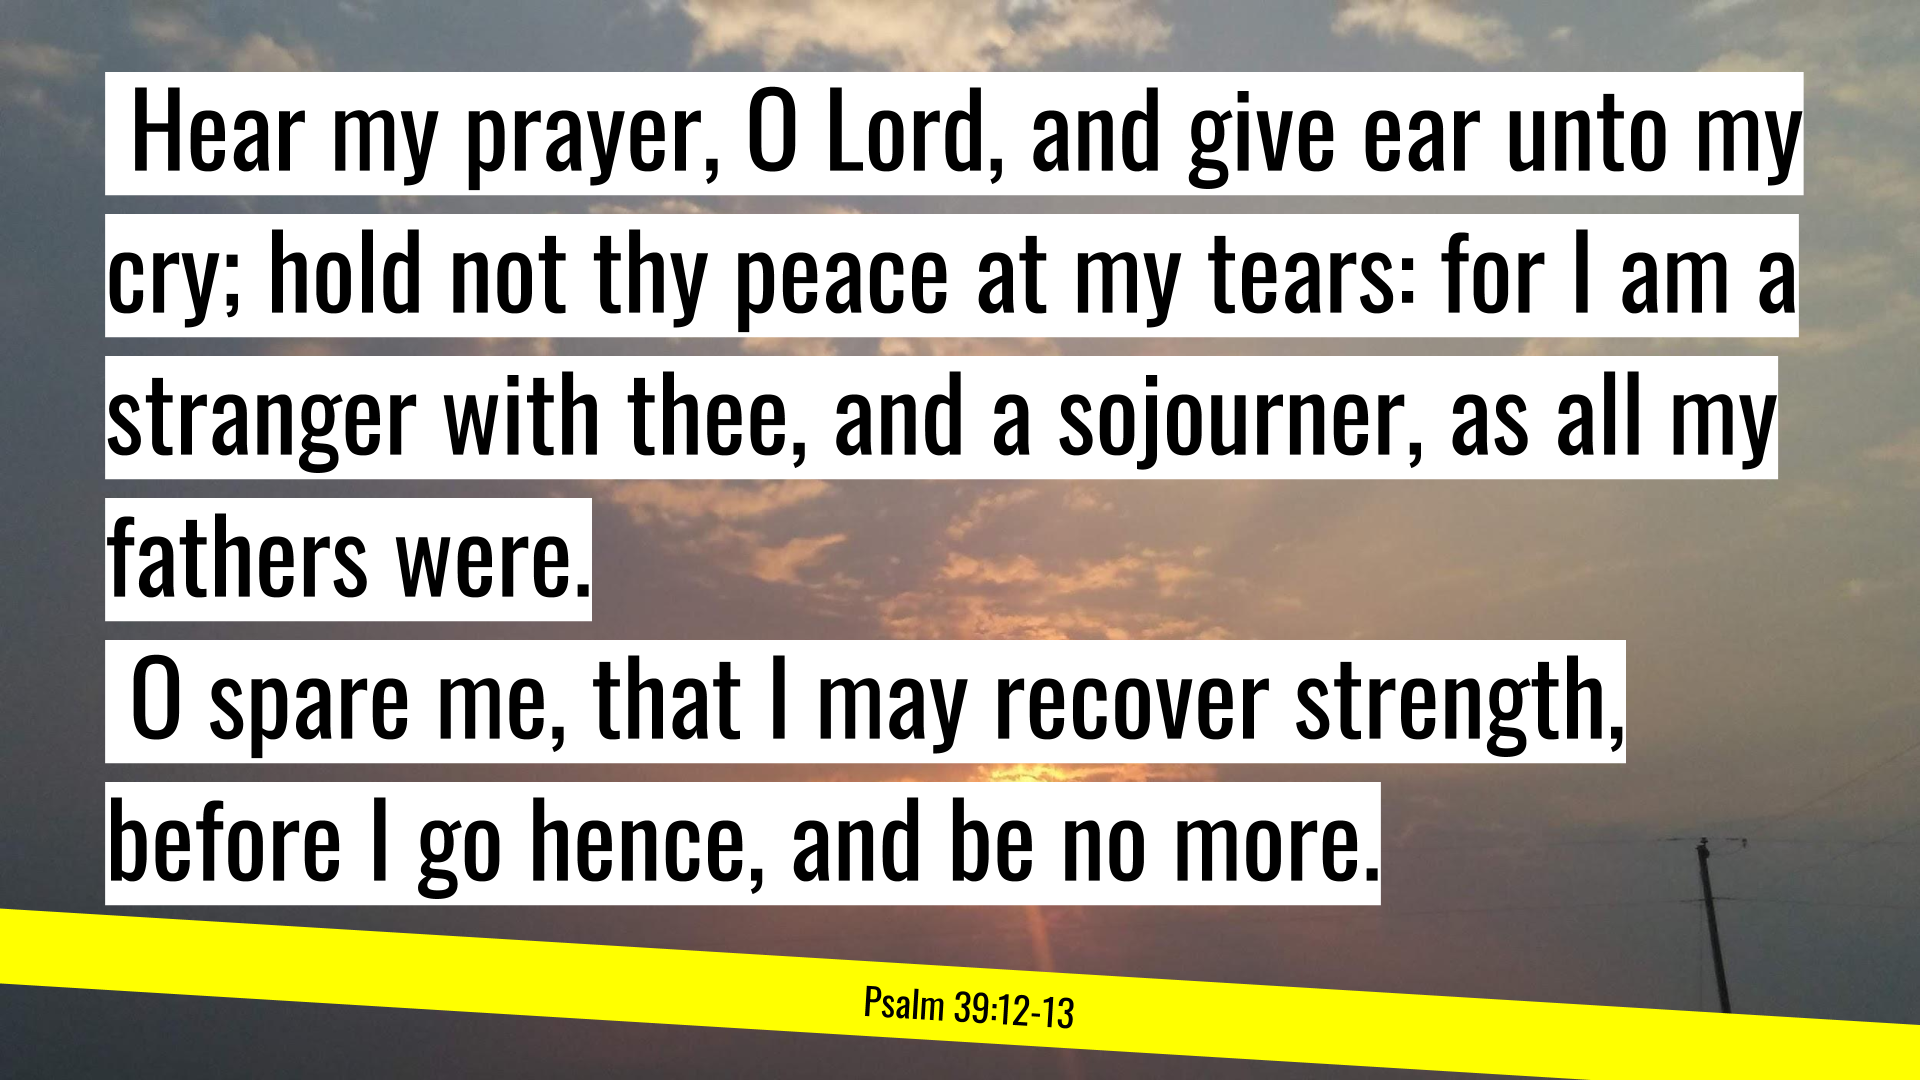 Hear my prayer, O Lord, and give ear unto my
cry; hold not thy peace at my tears: for I am a
stranger with thee, and a sojourner, as all my
fathers were.
O spare me, that I may recover strength,
before I go hence, and be no more.
Psalm 39:12-13